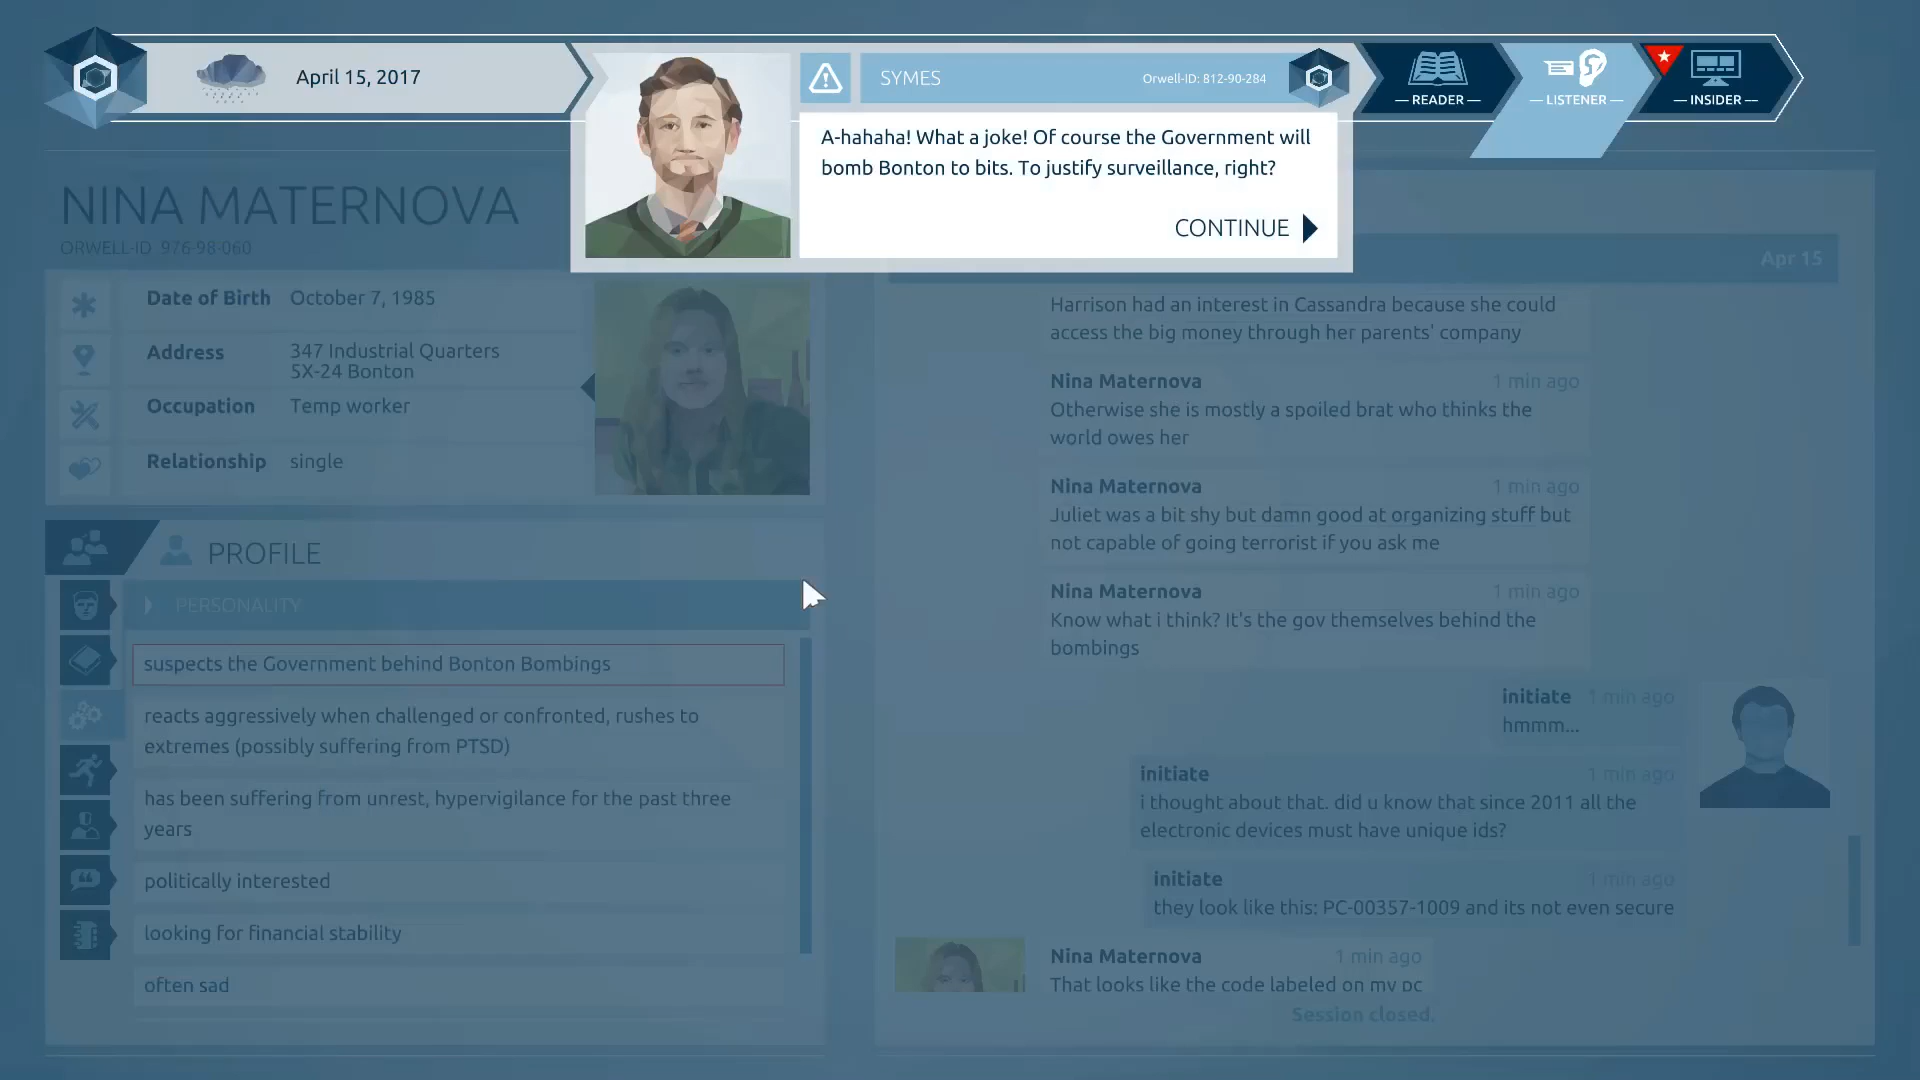 April 15, 2017
SYMES
Orwell-ID: 812-90-284
A-hahaha! What a joke! Of course the Government will
bomb Bonton to bits. To justify surveillance, right?
CONTINUE
READER
LISTENER
INSIDER
NINA MATERNOVA
ORWELL-ID 976-98-060
Date of Birth October 7, 1985
Address 347 Industrial Quarters
5X-24 Bonton
Occupation Temp worker
Relationship single
PROFILE
PERSONALITY
suspects the Government behind Bonton Bombings
reacts aggressively when challenged or confronted, rushes to
extremes (possibly suffering from PTSD)
has been suffering from unrest, hypervigilance for the past three
years
politically interested
looking for financial stability
often sad
Apr 15
Harrison had an interest in Cassandra because she could
access the big money through her parents' company
Nina Maternova 1 min ago
Otherwise she is mostly a spoiled brat who thinks the
world owes her
Nina Maternova 1 min ago
Juliet was a bit shy but damn good at organizing stuff but
not capable of going terrorist if you ask me
Nina Maternova 1 min ago
Know what i think? It's the gov themselves behind the
bombings
initiate 1 min ago
hmmm...
initiate 1 min ago
i thought about that. did u know that since 2011 all the
electronic devices must have unique ids?
initiate 1 min ago
they look like this: PC-00357-1009 and its not even secure
Nina Maternova 1 min ago
That looks like the code labeled on my pc
Session closed.